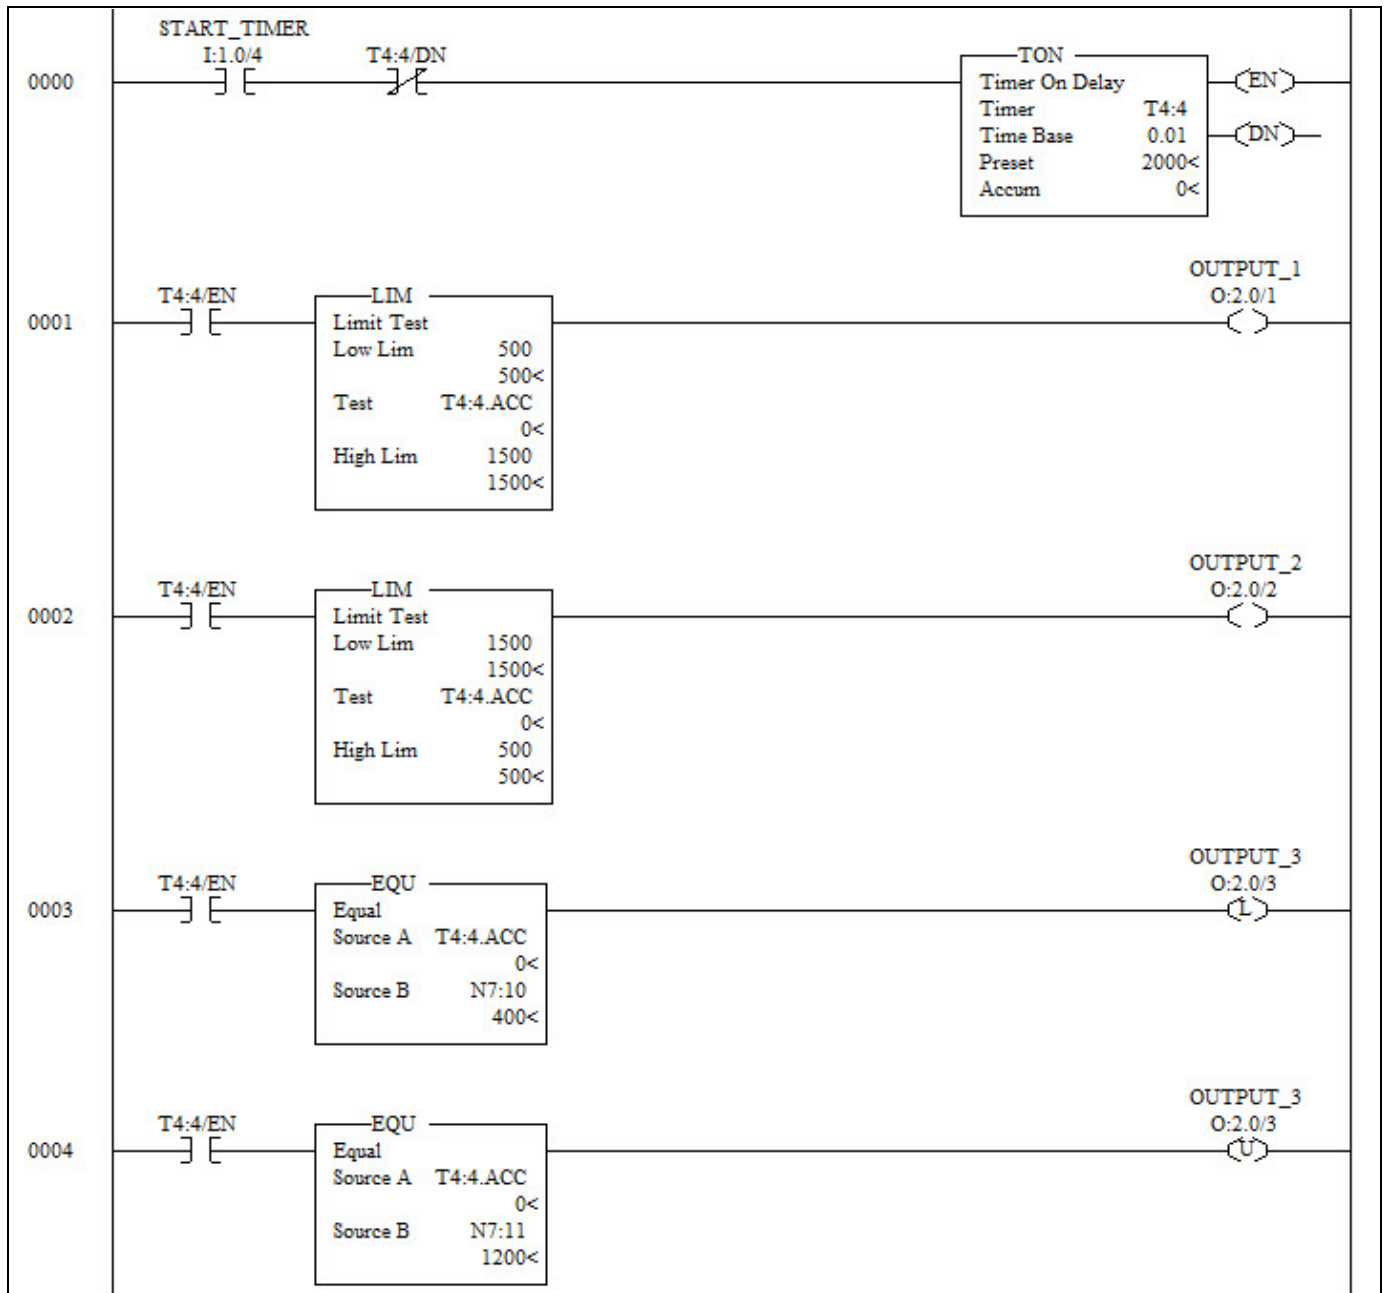 START_TIMER
I:1.0/4
T4:4/DN
0000
TON
Timer On Delay
Timer T4:4
Time Base 0.01
Preset 2000<
Accum 0<
EN
DN
OUTPUT_1
O:2.0/1
T4:4/EN
0001
LIM
Limit Test
Low Lim 500
500<
Test T4:4.ACC
0<
High Lim 1500
1500<
OUTPUT_2
O:2.0/2
T4:4/EN
0002
LIM
Limit Test
Low Lim 1500
1500<
Test T4:4.ACC
0<
High Lim 500
500<
OUTPUT_3
O:2.0/3
T4:4/EN
0003
L
EQU
Equal
Source A T4:4.ACC
0<
Source B N7:10
400<
OUTPUT_3
O:2.0/3
T4:4/EN
0004
U
EQU
Equal
Source A T4:4.ACC
0<
Source B N7:11
1200<